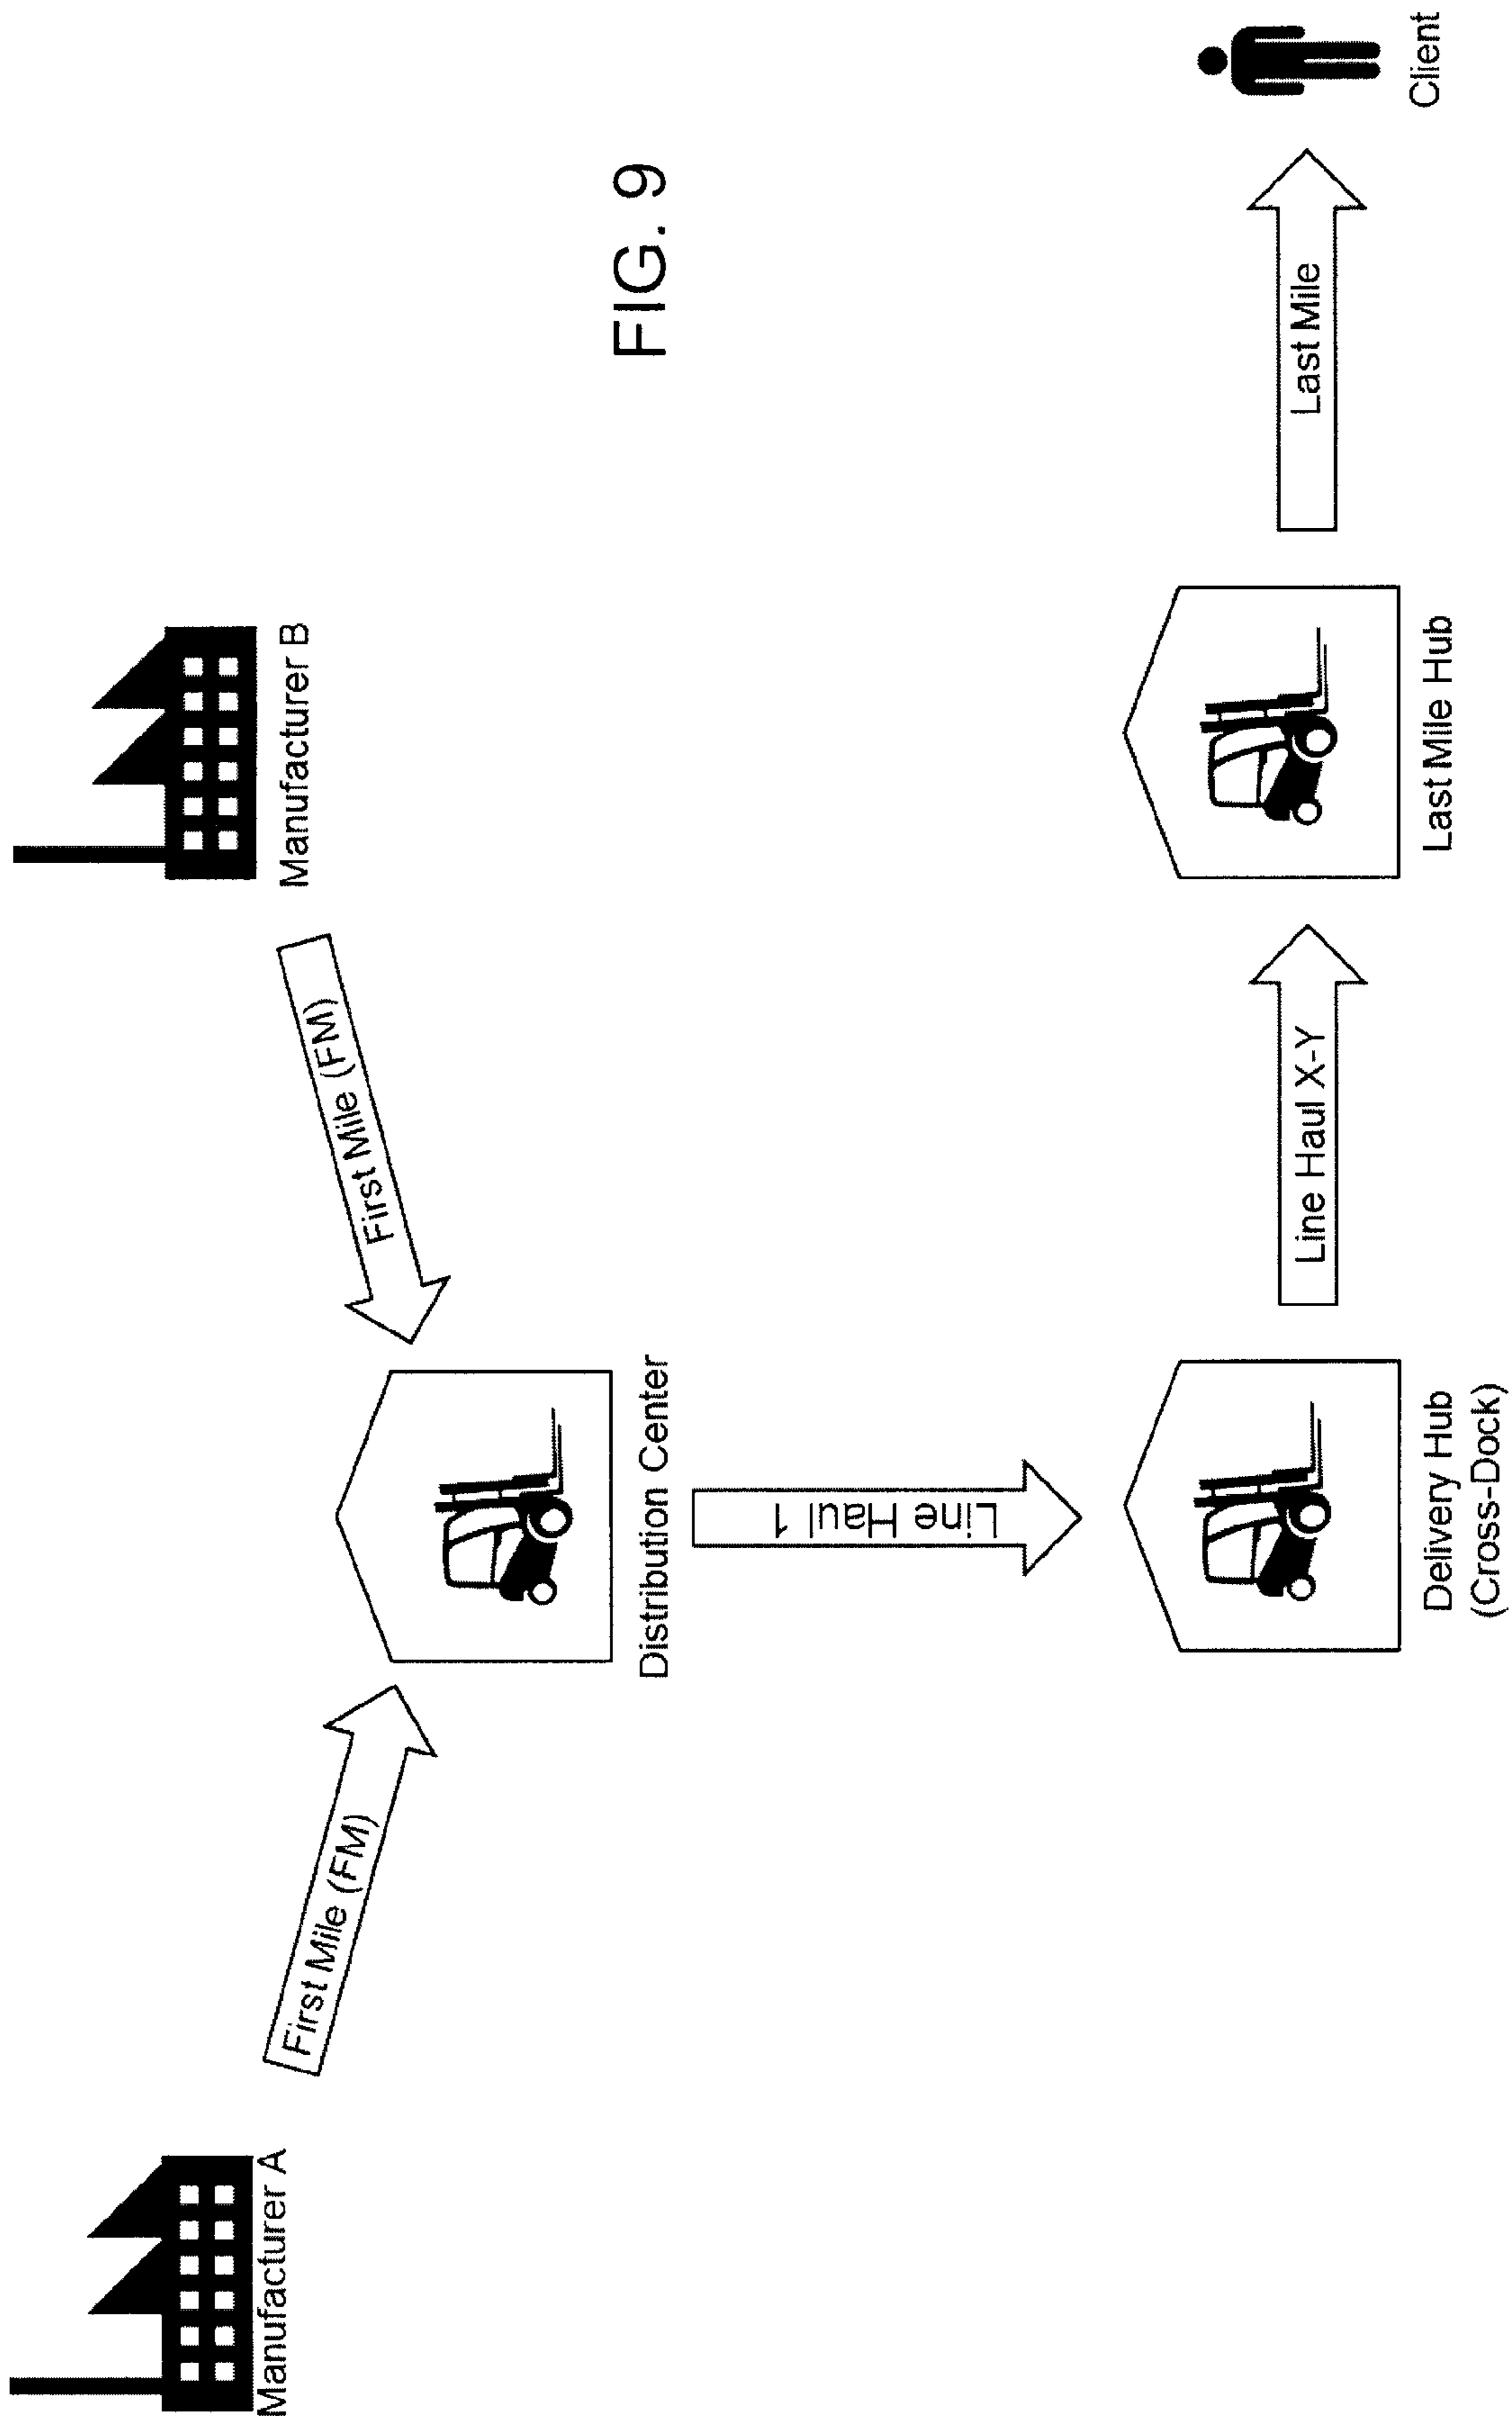 Manufacturer A
First Mile (FM)
Manufacturer B
First Mile (FM)
Distribution Center
FIG. 9
Line Haul 1
Delivery Hub
(Cross-Dock)
Line Haul X-Y
Last Mile Hub
Last Mile
Client